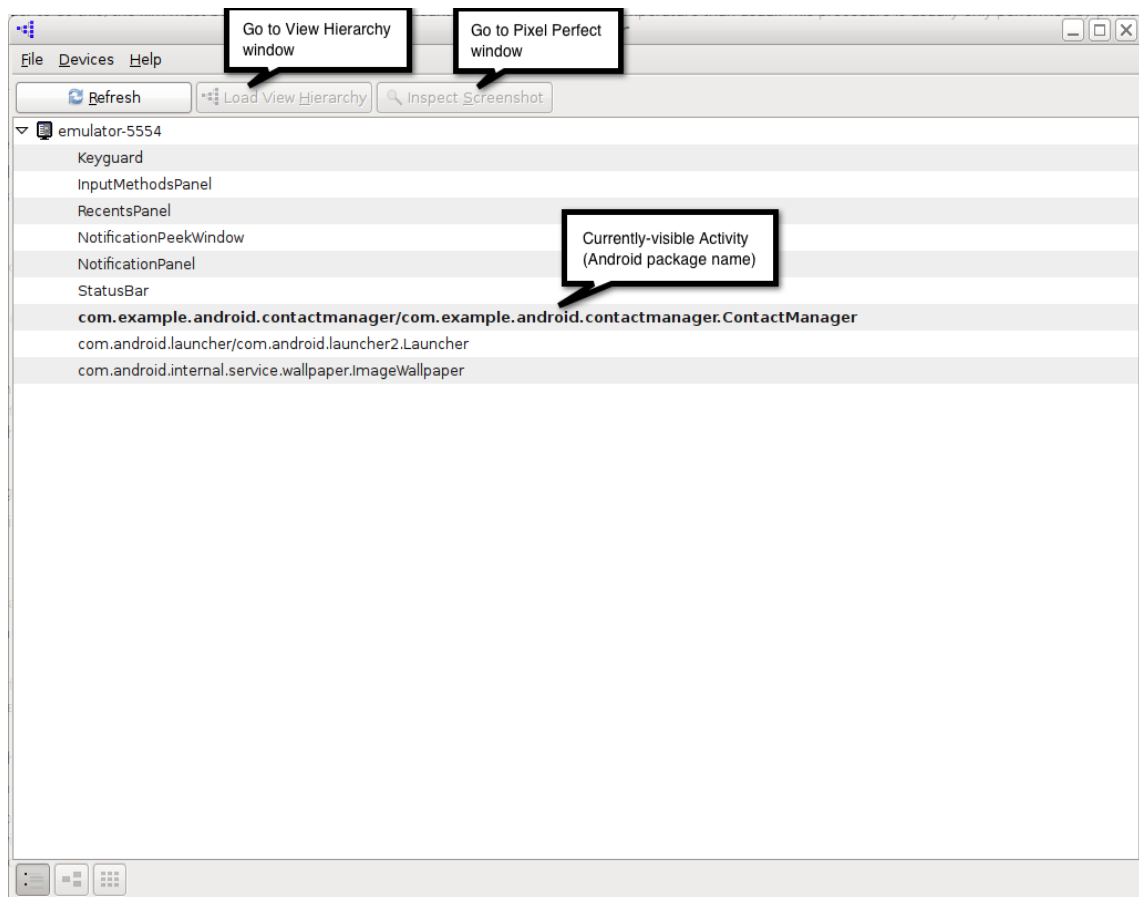 Go to View Hierarchy
window
Go to Pixel Perfect
window
File Devices Help
Refresh Load View Hierarchy Inspect Screenshot
emulator-5554
Keyguard
InputMethodsPanel
RecentsPanel
NotificationPeekWindow
NotificationPanel
StatusBar
Currently-visible Activity
(Android package name)
com.example.android.contactmanager/com.example.android.contactmanager.ContactManager
com.android.launcher/com.android.launcher2.Launcher
com.android.internal.service.wallpaper.ImageWallpaper